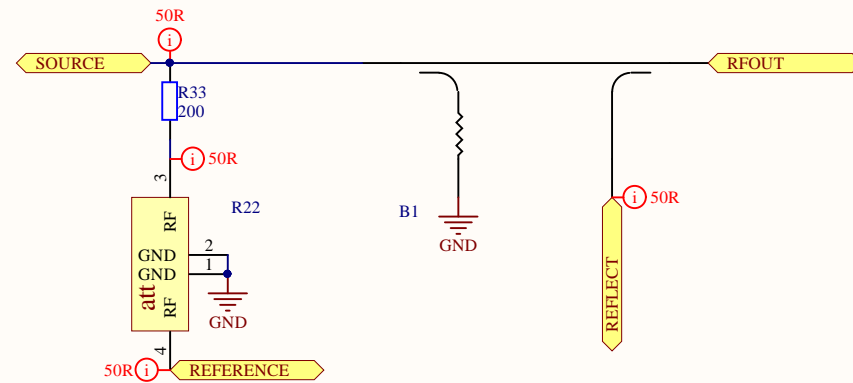 50R
i
SOURCE
RFOUT
R33
200
i
50R
3
RF
R22
B1
i
50R
GND
2
GND
1
GND
att
RF
GND
REFLECT
4
50R
i
REFERENCE